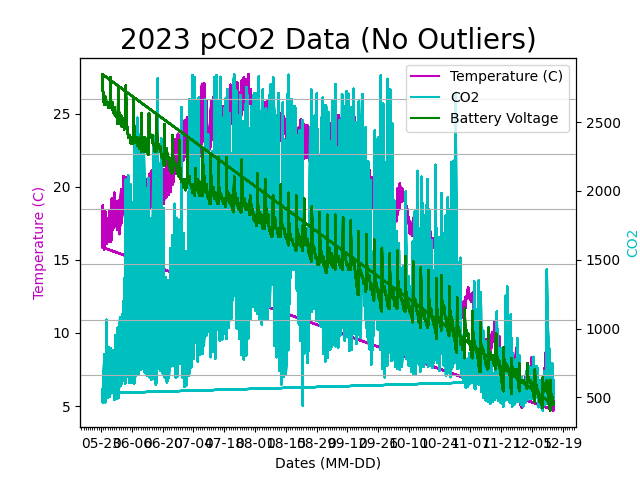 2023 pCO2 Data (No Outliers)
Temperature (C)
CO2
Battery Voltage
25
20
15
10
5
Temperature (C)
2500
2000
1500
1000
500
CO2
05-23 06-06 06-20 07-04 07-18 08-01 08-15 08-29 09-12 09-26 10-10 10-24 11-07 11-21 12-05 12-19
Dates (MM-DD)